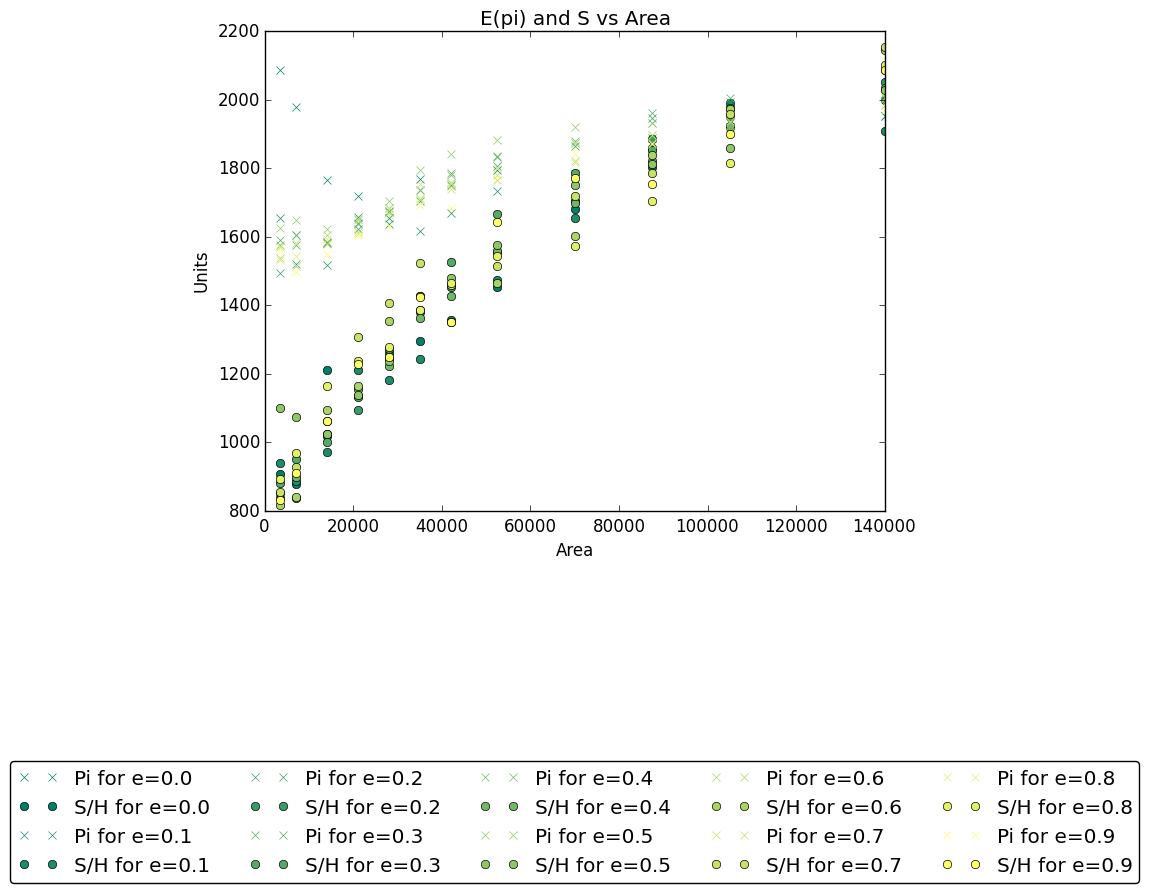 E(pi) and S vs Area
2200
2000
1800
1600
1400
1200
1000
800
Units
0 20000 40000 60000 80000 100000 120000 140000
Area
Pi for e=0.0 Pi for e=0.2 Pi for e=0.4 Pi for e=0.6 Pi for e=0.8
S/H for e=0.0 S/H for e=0.2 S/H for e=0.4 S/H for e=0.6 S/H for e=0.8
Pi for e=0.1 Pi for e=0.3 Pi for e=0.5 Pi for e=0.7 Pi for e=0.9
S/H for e=0.1 S/H for e=0.3 S/H for e=0.5 S/H for e=0.7 S/H for e=0.9